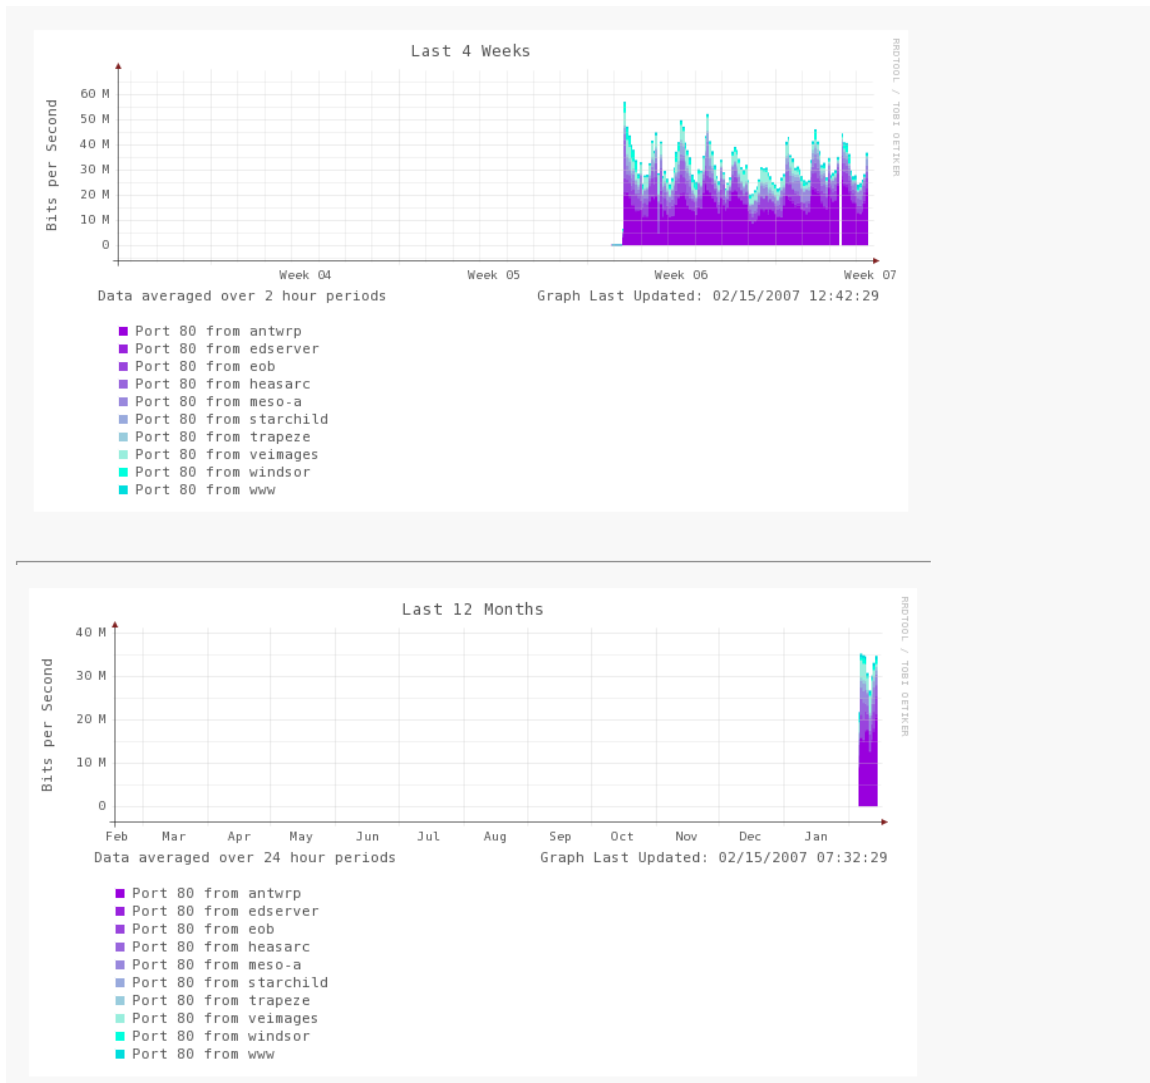 Last 4 Weeks
RRDTOOL / TOBI OETIKER
Bits per Second
60 M
50 M
40 M
30 M
20 M
10 M
0
Week 04 Week 05 Week 06 Week 07
Data averaged over 2 hour periods Graph Last Updated: 02/15/2007 12:42:29
Port 80 from antwrp
Port 80 from edserver
Port 80 from eob
Port 80 from heasarc
Port 80 from meso-a
Port 80 from starchild
Port 80 from trapeze
Port 80 from veimages
Port 80 from windsor
Port 80 from www
Last 12 Months
RRDTOOL / TOBI OETIKER
Bits per Second
40 M
30 M
20 M
10 M
0
Feb Mar Apr May Jun Jul Aug Sep Oct Nov Dec Jan
Data averaged over 24 hour periods Graph Last Updated: 02/15/2007 07:32:29
Port 80 from antwrp
Port 80 from edserver
Port 80 from eob
Port 80 from heasarc
Port 80 from meso-a
Port 80 from starchild
Port 80 from trapeze
Port 80 from veimages
Port 80 from windsor
Port 80 from www